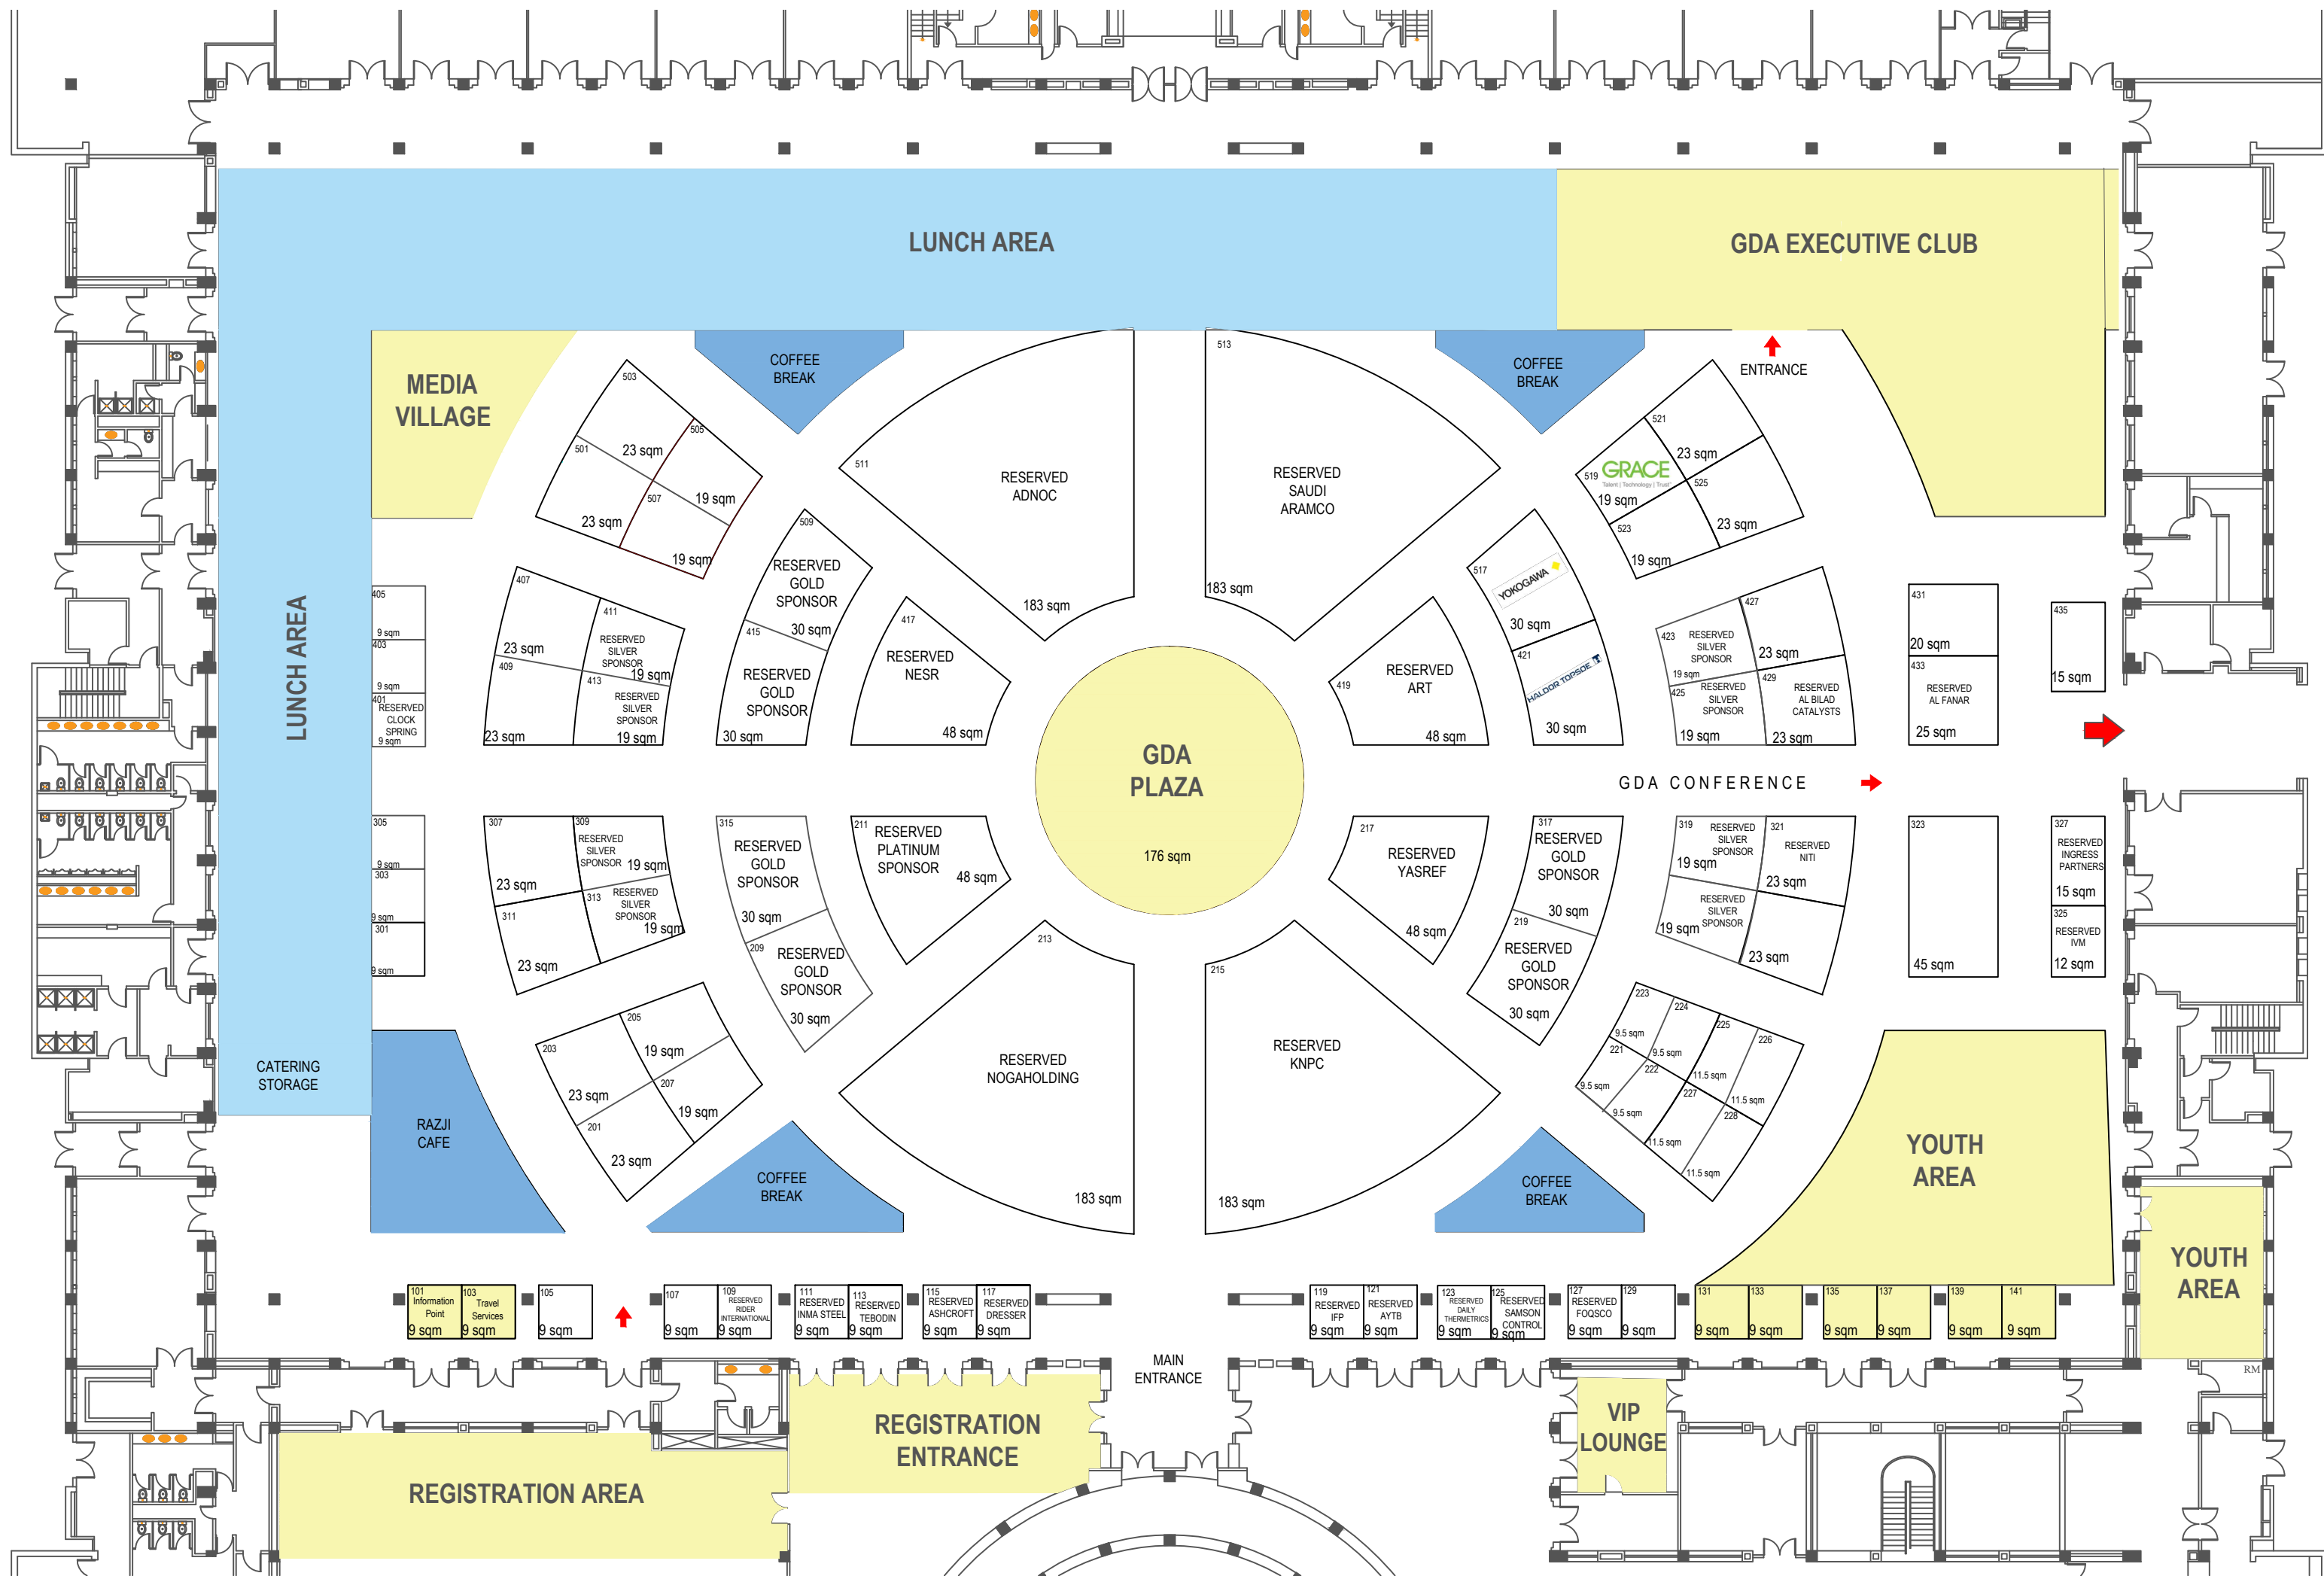 LUNCH AREA
GDA EXECUTIVE CLUB
MEDIA
VILLAGE
COFFEE
BREAK
COFFEE
BREAK
ENTRANCE
LUNCH AREA
CATERING
STORAGE
RAZJI
CAFE
503
23 sqm
501
23 sqm
505
19 sqm
507
19 sqm
511
RESERVED
ADNOC
183 sqm
513
RESERVED
SAUDI
ARAMCO
183 sqm
521
23 sqm
519
GRACE
Talent | Technology | Trust
19 sqm
525
23 sqm
523
19 sqm
509
RESERVED
GOLD
SPONSOR
30 sqm
415
RESERVED
GOLD
SPONSOR
30 sqm
417
RESERVED
NESR
48 sqm
419
RESERVED
ART
48 sqm
517
YOKOGAWA
30 sqm
421
HALDOR TOPSOE
30 sqm
405
9 sqm
403
9 sqm
401
RESERVED
CLOCK
SPRING
9 sqm
407
23 sqm
409
23 sqm
411
RESERVED
SILVER
SPONSOR
19 sqm
413
RESERVED
SILVER
SPONSOR
19 sqm
423
RESERVED
SILVER
SPONSOR
19 sqm
427
23 sqm
425
RESERVED
SILVER
SPONSOR
19 sqm
429
RESERVED
AL BILAD
CATALYSTS
23 sqm
431
20 sqm
433
RESERVED
AL FANAR
25 sqm
435
15 sqm
GDA
PLAZA
176 sqm
GDA CONFERENCE
305
9 sqm
303
9 sqm
301
9 sqm
307
23 sqm
309
RESERVED
SILVER
SPONSOR
19 sqm
311
23 sqm
313
RESERVED
SILVER
SPONSOR
19 sqm
315
RESERVED
GOLD
SPONSOR
30 sqm
209
RESERVED
GOLD
SPONSOR
30 sqm
211
RESERVED
PLATINUM
SPONSOR
48 sqm
217
RESERVED
YASREF
48 sqm
317
RESERVED
GOLD
SPONSOR
30 sqm
219
RESERVED
GOLD
SPONSOR
30 sqm
319
RESERVED
SILVER
SPONSOR
19 sqm
321
RESERVED
NITI
23 sqm
RESERVED
SILVER
SPONSOR
19 sqm
23 sqm
323
45 sqm
327
RESERVED
INGRESS
PARTNERS
15 sqm
325
RESERVED
IVM
12 sqm
203
23 sqm
205
19 sqm
201
23 sqm
207
19 sqm
213
RESERVED
NOGAHOLDING
183 sqm
215
RESERVED
KNPC
183 sqm
223
9.5 sqm
224
9.5 sqm
225
11.5 sqm
226
11.5 sqm
221
9.5 sqm
222
9.5 sqm
227
11.5 sqm
228
11.5 sqm
COFFEE
BREAK
COFFEE
BREAK
YOUTH
AREA
YOUTH
AREA
101
Information
Point
9 sqm
103
Travel
Services
9 sqm
105
9 sqm
107
9 sqm
109
RESERVED
RIDER
INTERNATIONAL
9 sqm
111
RESERVED
INMA STEEL
9 sqm
113
RESERVED
TEBODIN
9 sqm
115
RESERVED
ASHCROFT
9 sqm
117
RESERVED
DRESSER
9 sqm
119
RESERVED
IFP
9 sqm
121
RESERVED
AYTB
9 sqm
123
RESERVED
DAILY
THERMETRICS
9 sqm
125
RESERVED
SAMSON
CONTROL
9 sqm
127
RESERVED
FOQSCO
9 sqm
129
9 sqm
131
9 sqm
133
9 sqm
135
9 sqm
137
9 sqm
139
9 sqm
141
9 sqm
MAIN
ENTRANCE
RM
REGISTRATION
ENTRANCE
VIP
LOUNGE
REGISTRATION AREA